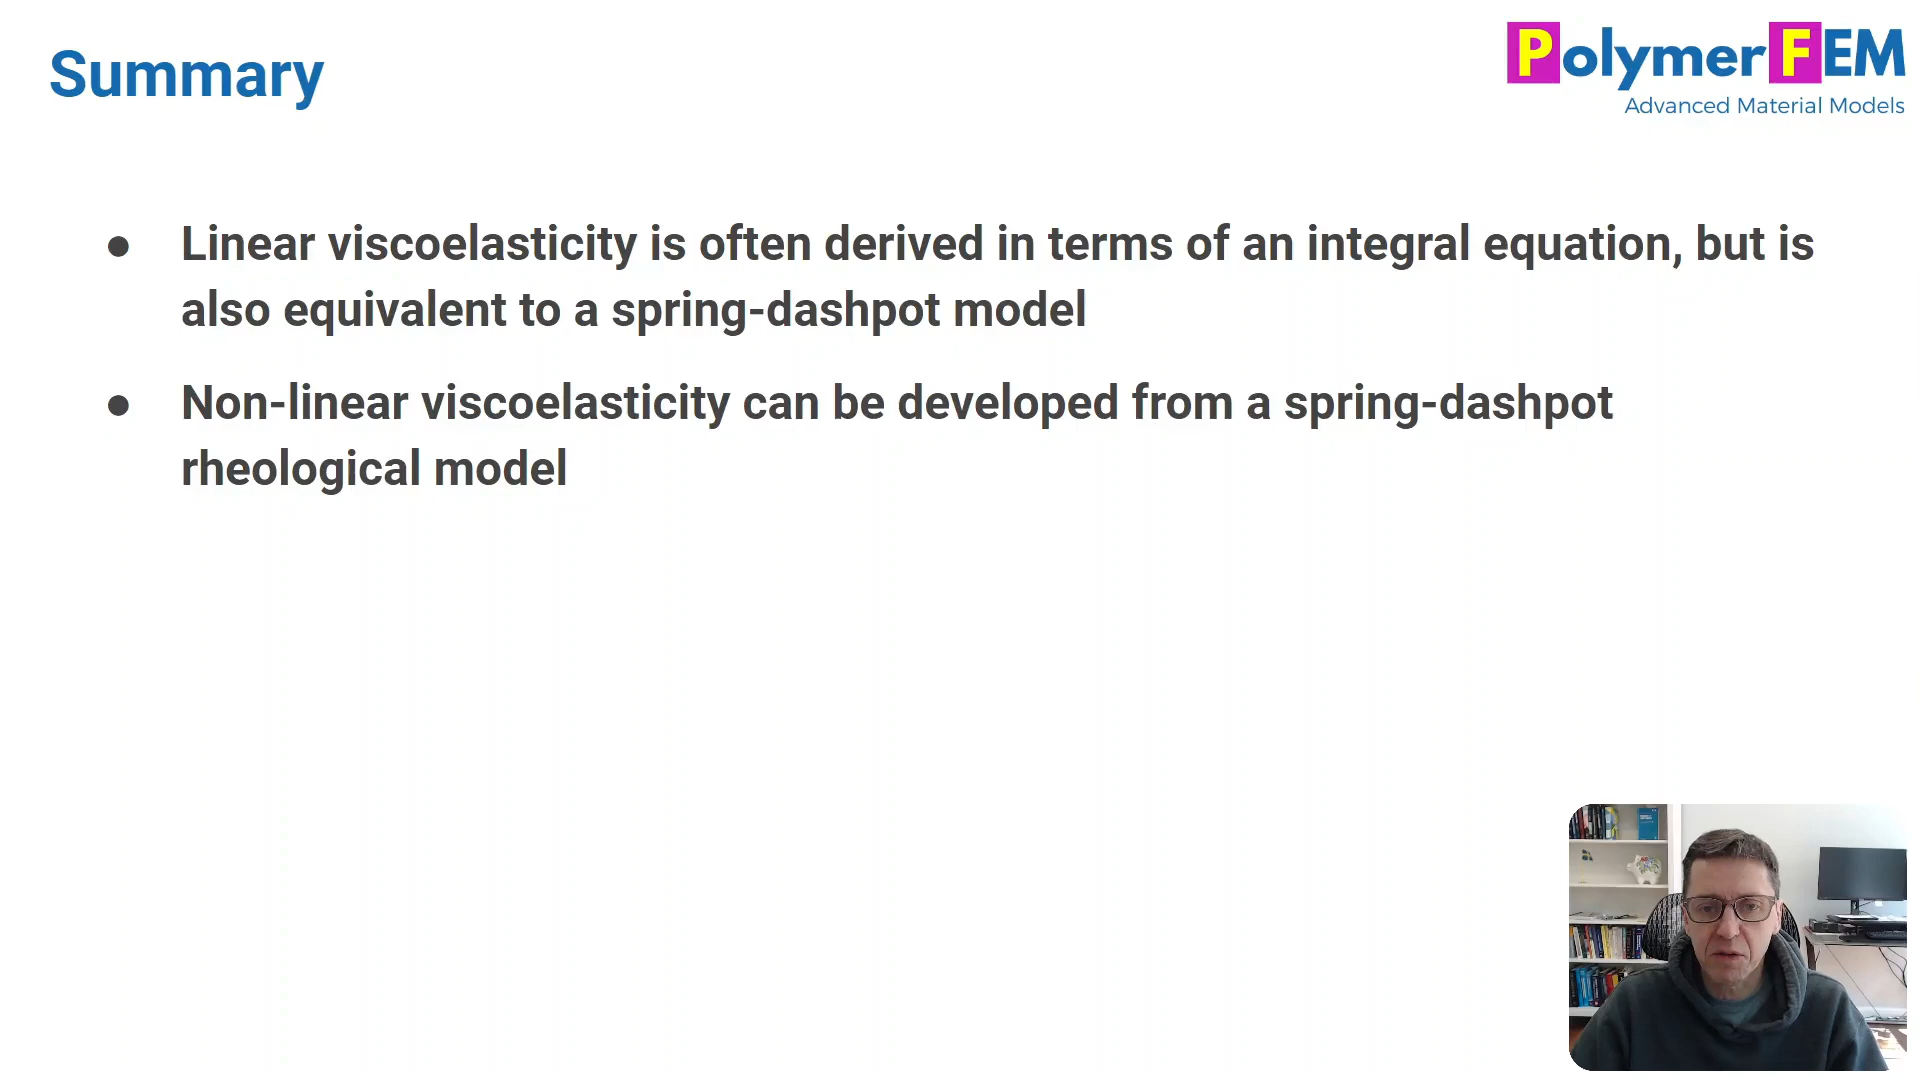 Summary
PolymerFEM
Advanced Material Models
● Linear viscoelasticity is often derived in terms of an integral equation, but is
also equivalent to a spring-dashpot model
● Non-linear viscoelasticity can be developed from a spring-dashpot
rheological model